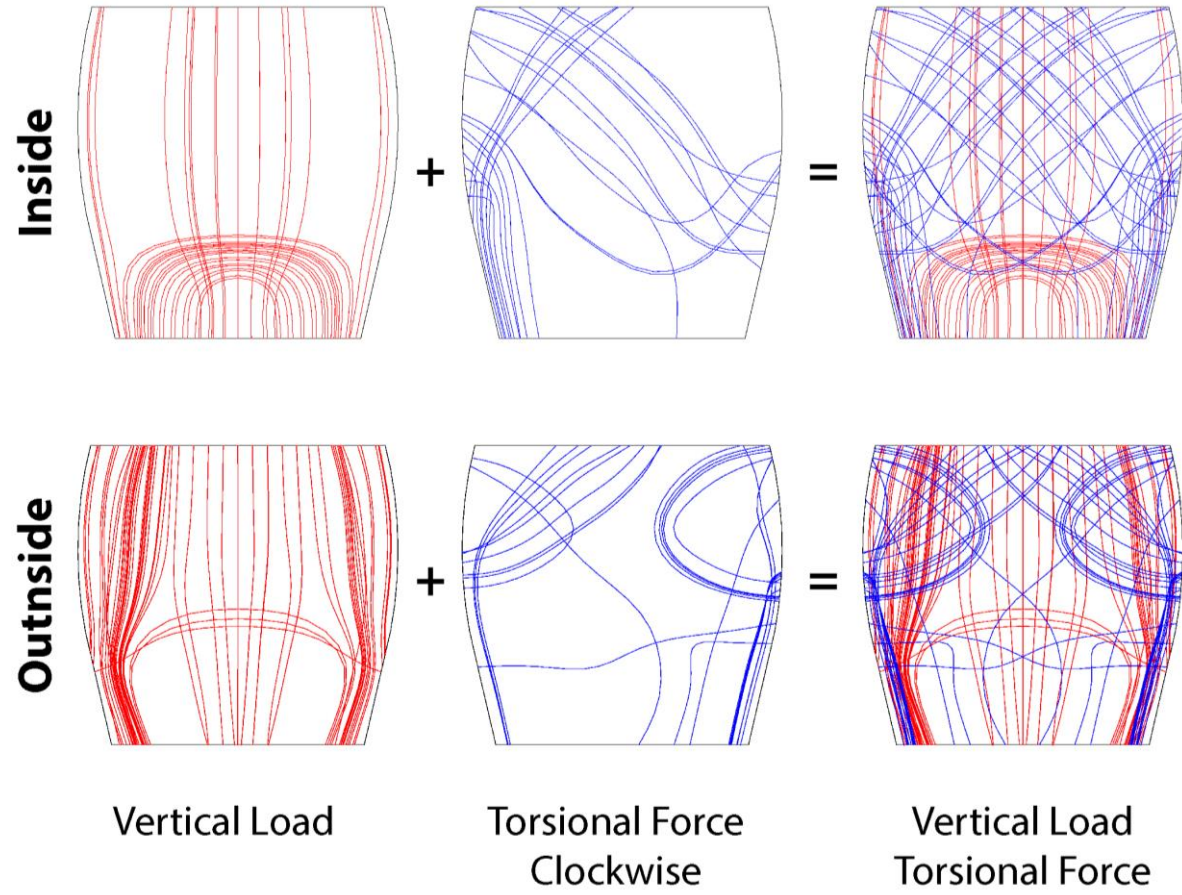 Inside
+
=
Outnside
+
=
Vertical Load
Torsional Force
Clockwise
Vertical Load
Torsional Force